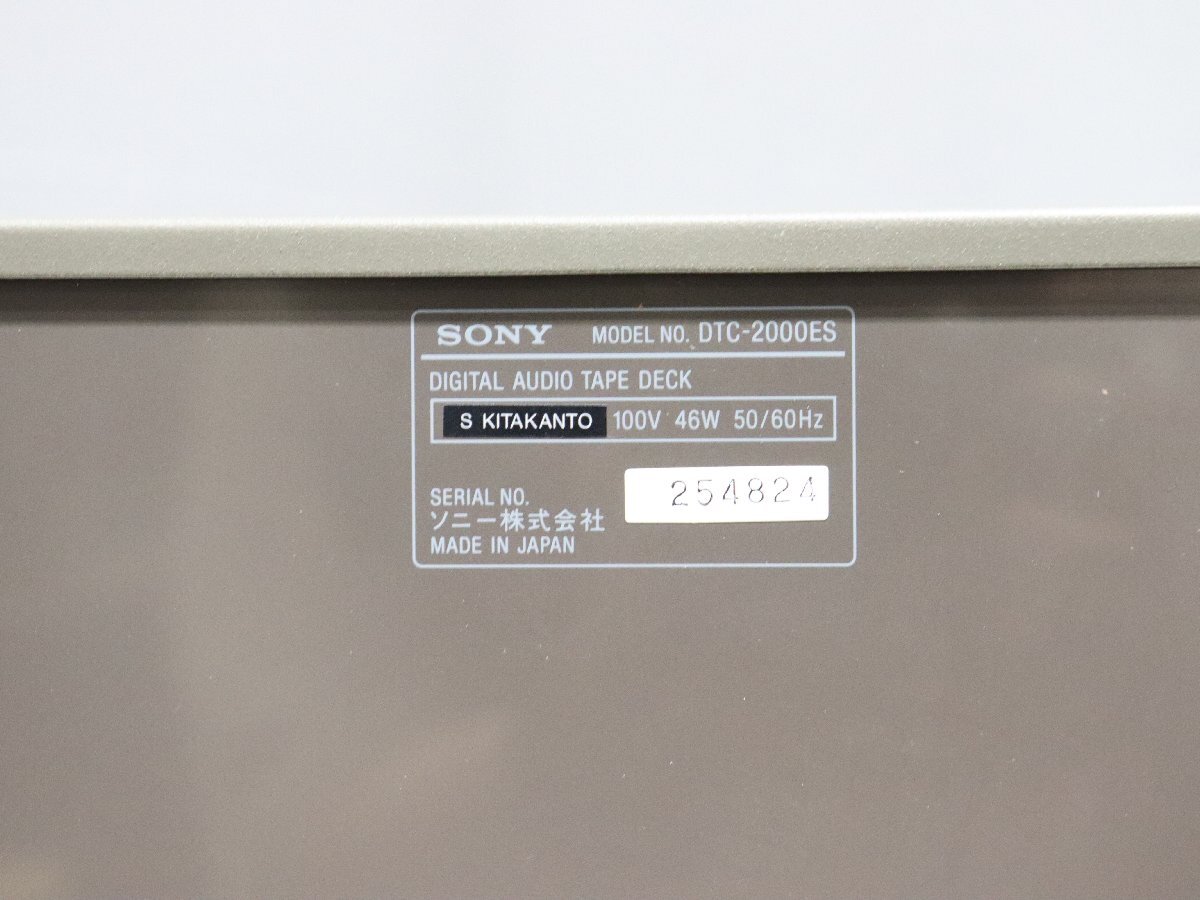 SONY MODEL NO. DTC-2000ES
DIGITAL AUDIO TAPE DECK
S KITAKANTO 100V 46W 50/60Hz
SERIAL NO. 254824
ソニー株式会社
MADE IN JAPAN